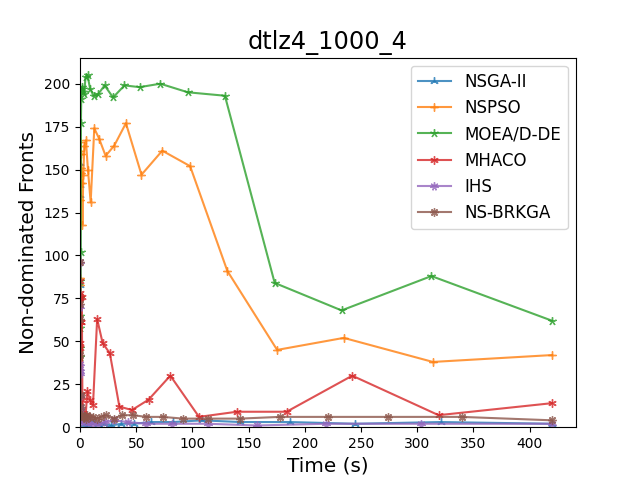 dtlz4_1000_4
Non-dominated Fronts
200
175
150
125
100
75
50
25
0
0 50 100 150 200 250 300 350 400
Time (s)
NSGA-II
NSPSO
MOEA/D-DE
MHACO
IHS
NS-BRKGA